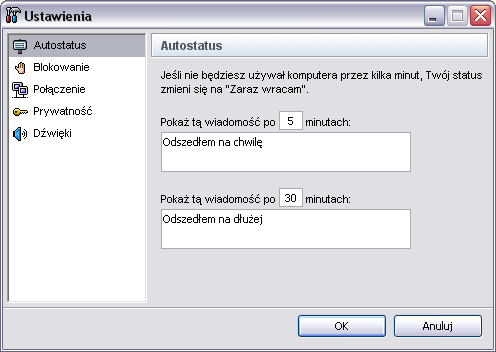 Ustawienia
Autostatus
Blokowanie
Połączenie
Prywatność
Dźwięki
Autostatus
Jeśli nie będziesz używał komputera przez kilka minut, Twój status
zmieni się na "Zaraz wracam".
Pokaż tą wiadomość po 5 minutach:
Odszedłem na chwilę
Pokaż tą wiadomość po 30 minutach:
Odszedłem na dłużej
OK
Anuluj